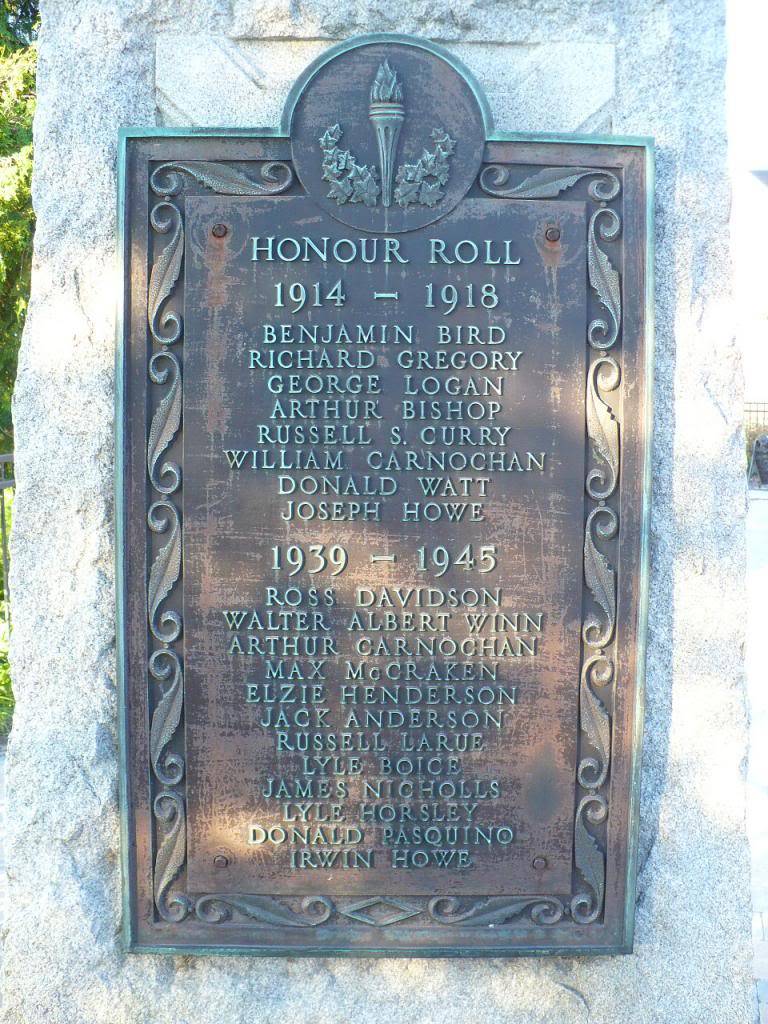 HONOUR ROLL
1914 – 1918
BENJAMIN BIRD
RICHARD GREGORY
GEORGE LOGAN
ARTHUR BISHOP
RUSSELL S. CURRY
WILLIAM CARNOCHAN
DONALD WATT
JOSEPH HOWE
1939 – 1945
ROSS DAVIDSON
WALTER ALBERT WINN
ARTHUR CARNOCHAN
MAX McCRAKEN
ELZIE HENDERSON
JACK ANDERSON
RUSSELL LARUE
LYLE BOICE
JAMES NICHOLLS
LYLE HORSLEY
DONALD PASQUINO
IRWIN HOWE